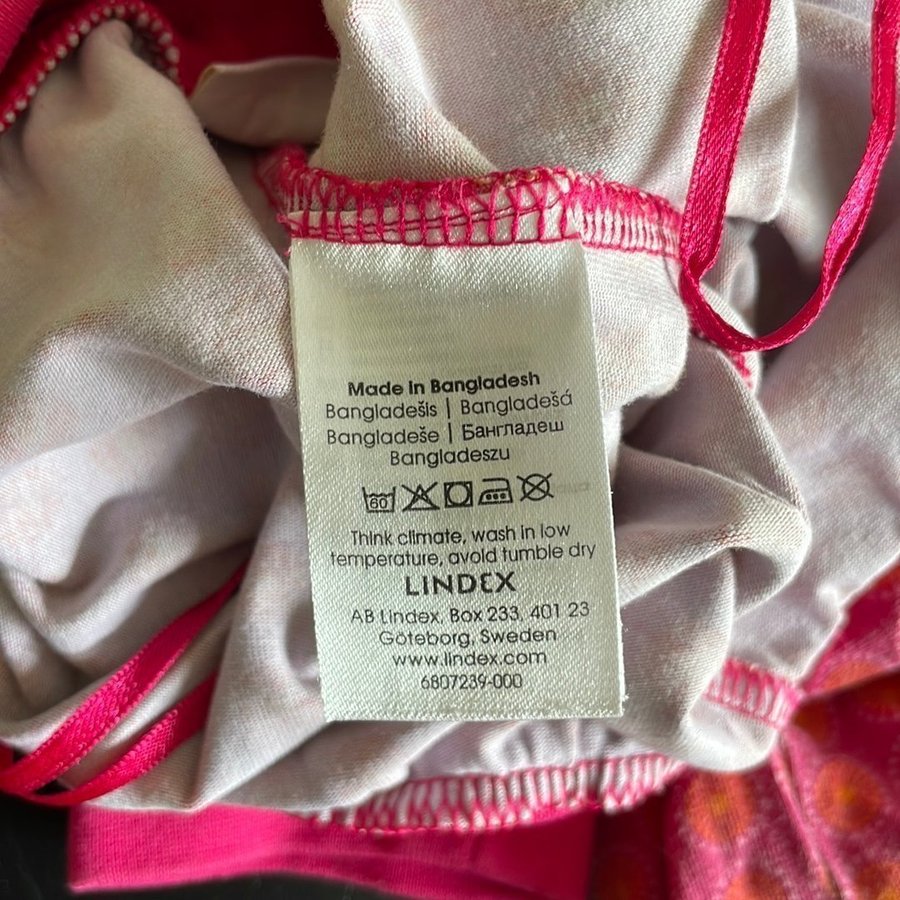 Made in Bangladesh
Bangladešis | Bangladešá
Bangladeše | Бангладеш
Bangladeszu
60
Think climate, wash in low
temperature, avoid tumble dry
LINDEX
AB Lindex, Box 233, 401 23
Göteborg, Sweden
www.lindex.com
6807239-000